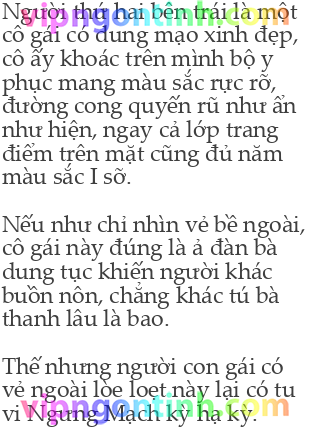 Người thứ hai bên trái là một
cô gái có dung mạo xinh đẹp,
cô ấy khoác trên mình bộ y
phục mang màu sắc rực rỡ,
đường cong quyến rũ như ẩn
như hiện, ngay cả lớp trang
điểm trên mặt cũng đủ năm
màu sắc I sỡ.
Nếu như chỉ nhìn vẻ bề ngoài,
cô gái này đúng là ả đàn bà
dung tục khiến người khác
buồn nôn, chẳng khác tú bà
thanh lâu là bao.
Thế nhưng người con gái có
vẻ ngoài lòe loẹt này lại có tu
vi Ngưng Mạch kỳ hạ kỳ.
vipngontinh.com
vipngontinh.com